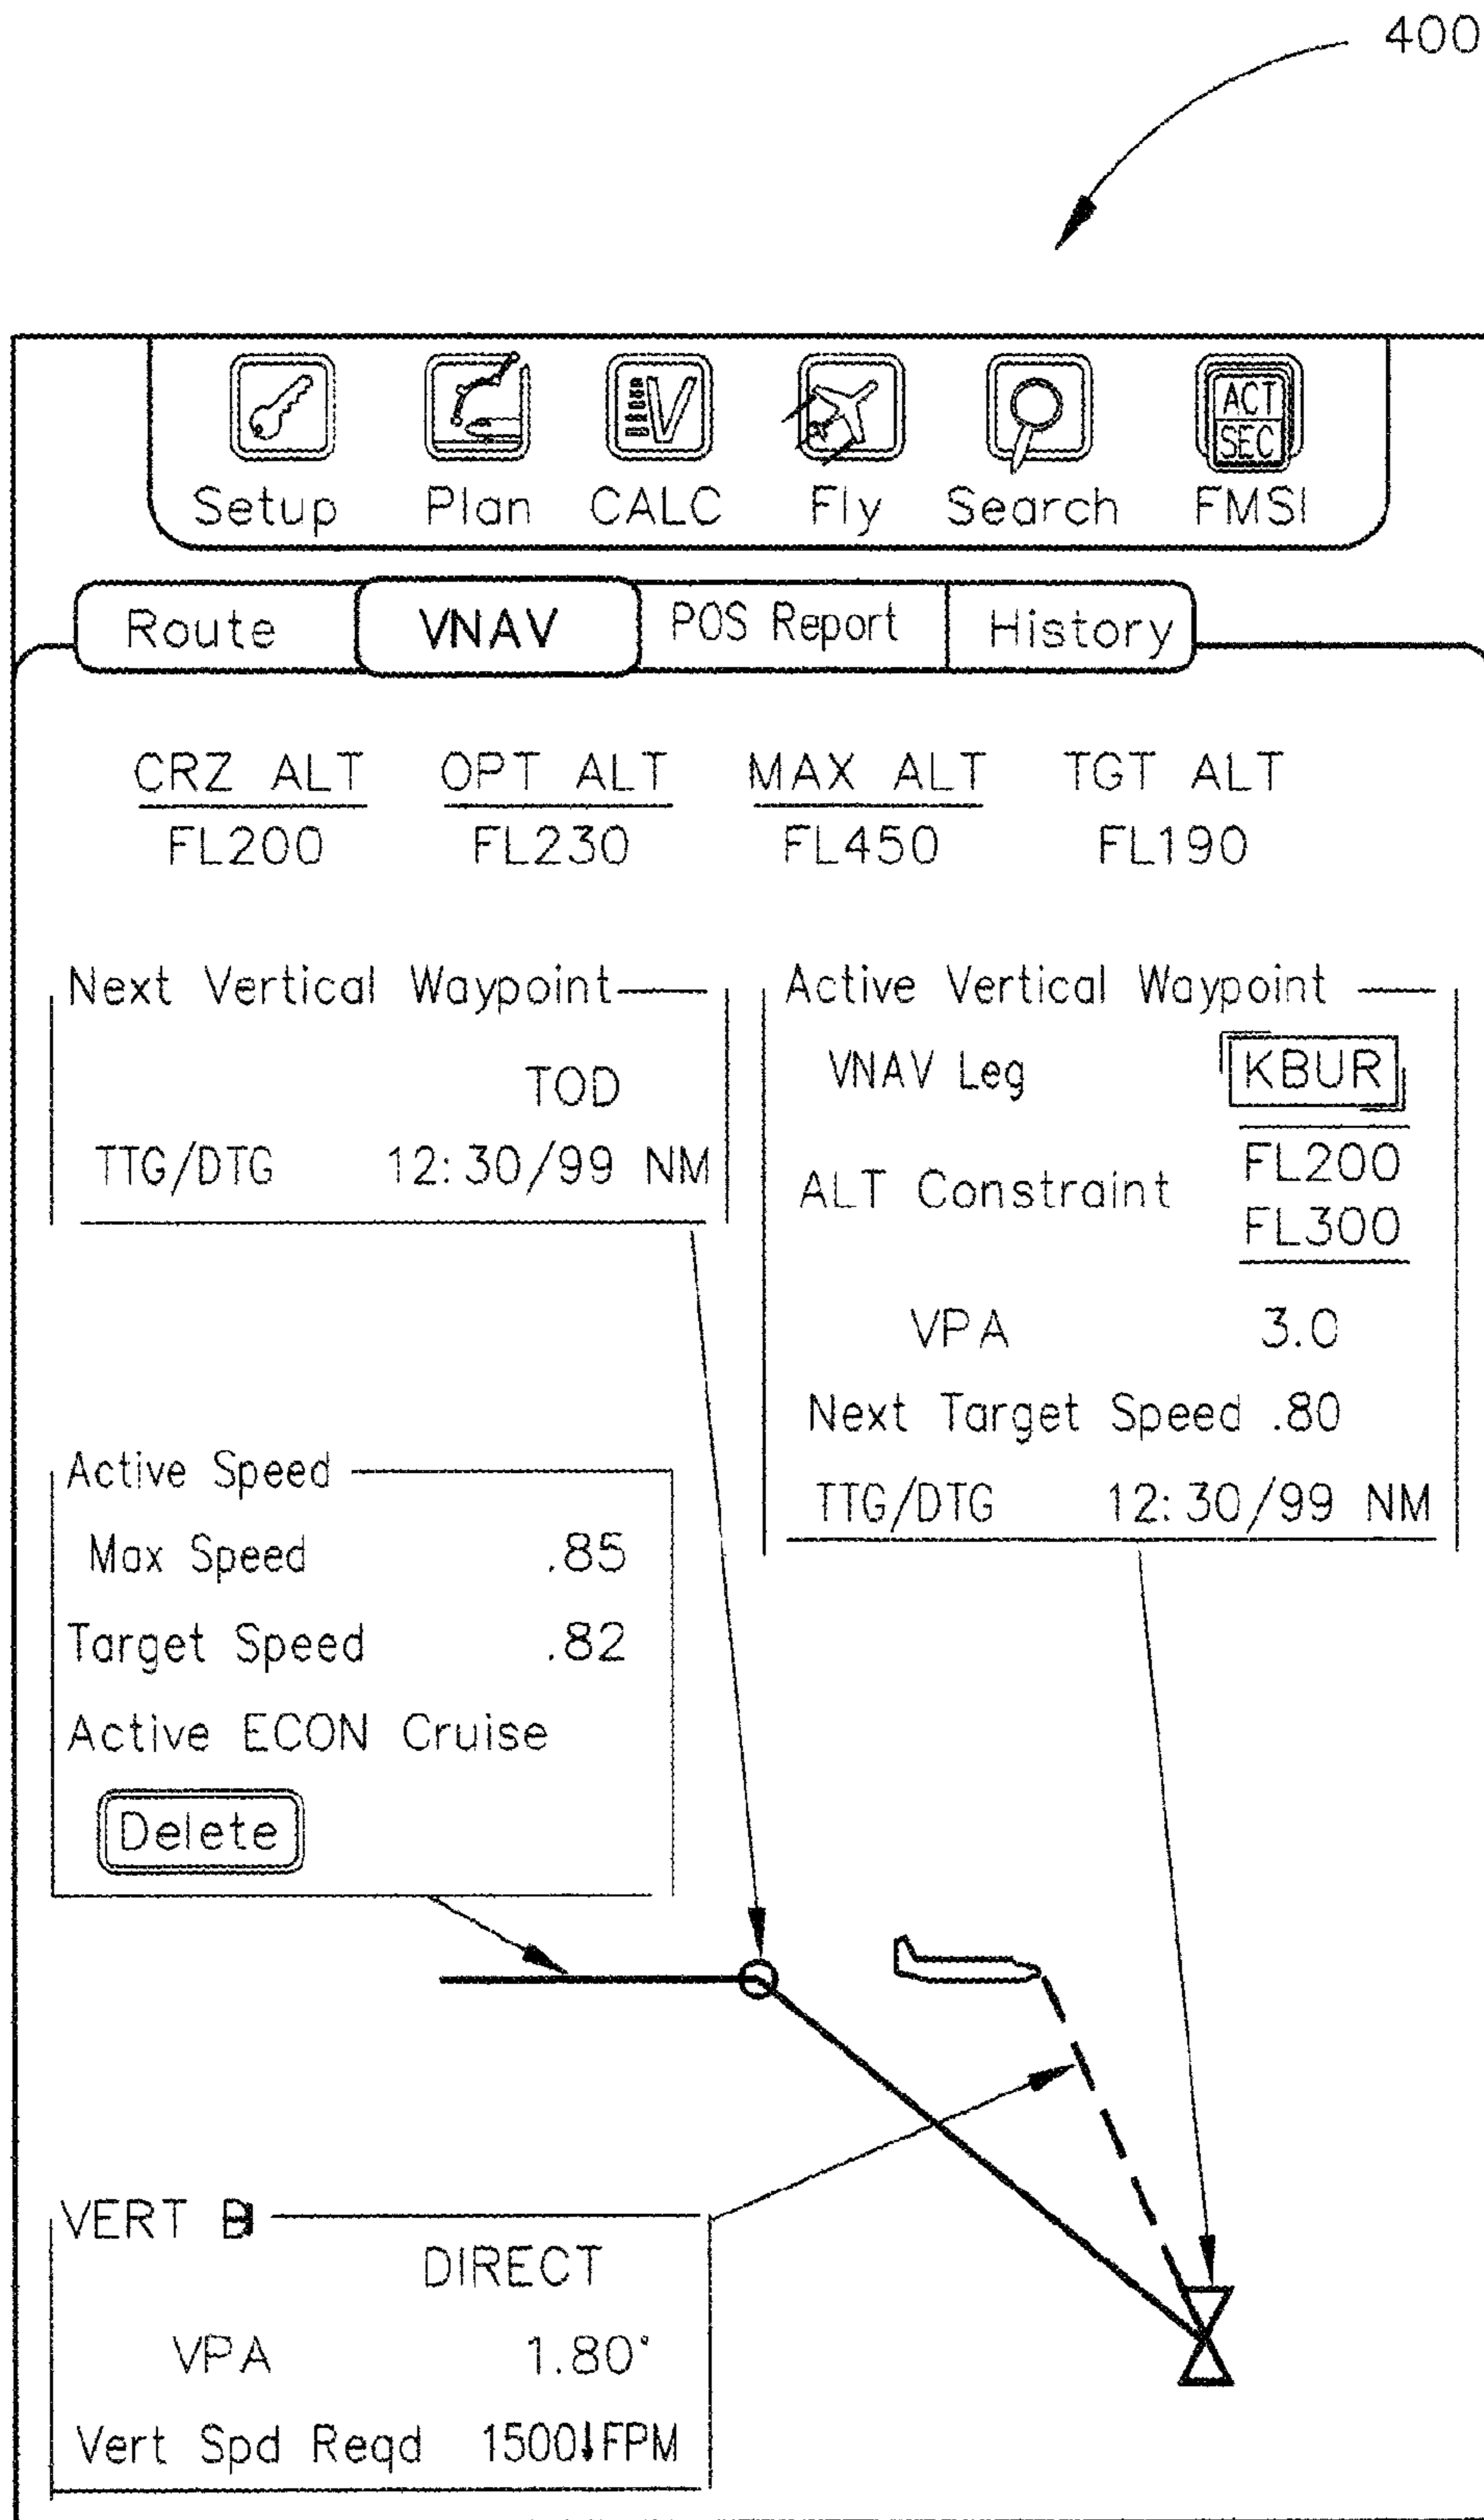 400
ACT
SEC
Setup Plan CALC Fly Search FMSI
Route VNAV POS Report History
CRZ ALT OPT ALT MAX ALT TGT ALT
FL200 FL230 FL450 FL190
Next Vertical Waypoint
TOD
TTG/DTG 12:30/99 NM
Active Vertical Waypoint
VNAV Leg KBUR
ALT Constraint FL200
FL300
VPA 3.0
Next Target Speed .80
TTG/DTG 12:30/99 NM
Active Speed
Max Speed .85
Target Speed .82
Active ECON Cruise
Delete
VERT
DIRECT
VPA 1.80°
Vert Spd Reqd 1500↓FPM